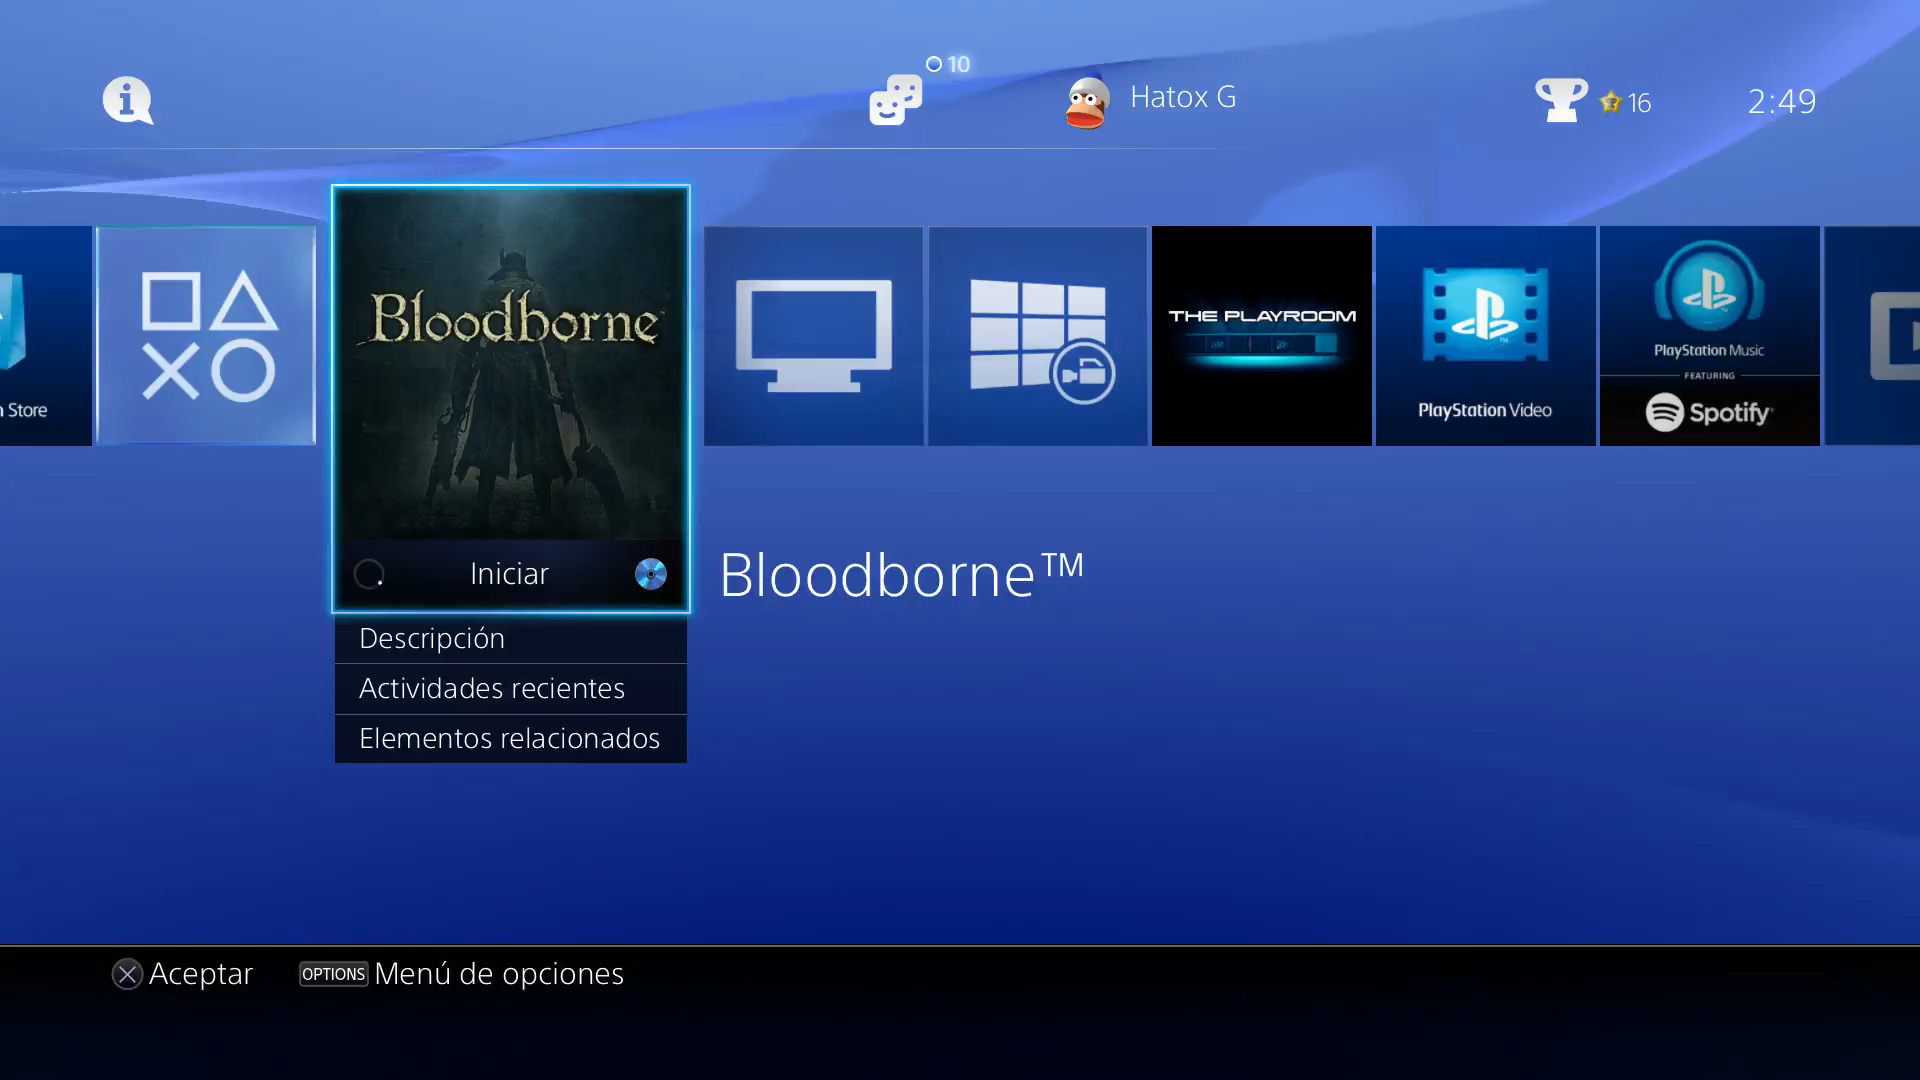 10
Hatox G
16
2:49
n Store
Bloodborne
THE PLAYROOM
PlayStation Video
PlayStation Music
FEATURING
Spotify
Iniciar
Bloodborne™
Descripción
Actividades recientes
Elementos relacionados
Aceptar
OPTIONS Menú de opciones